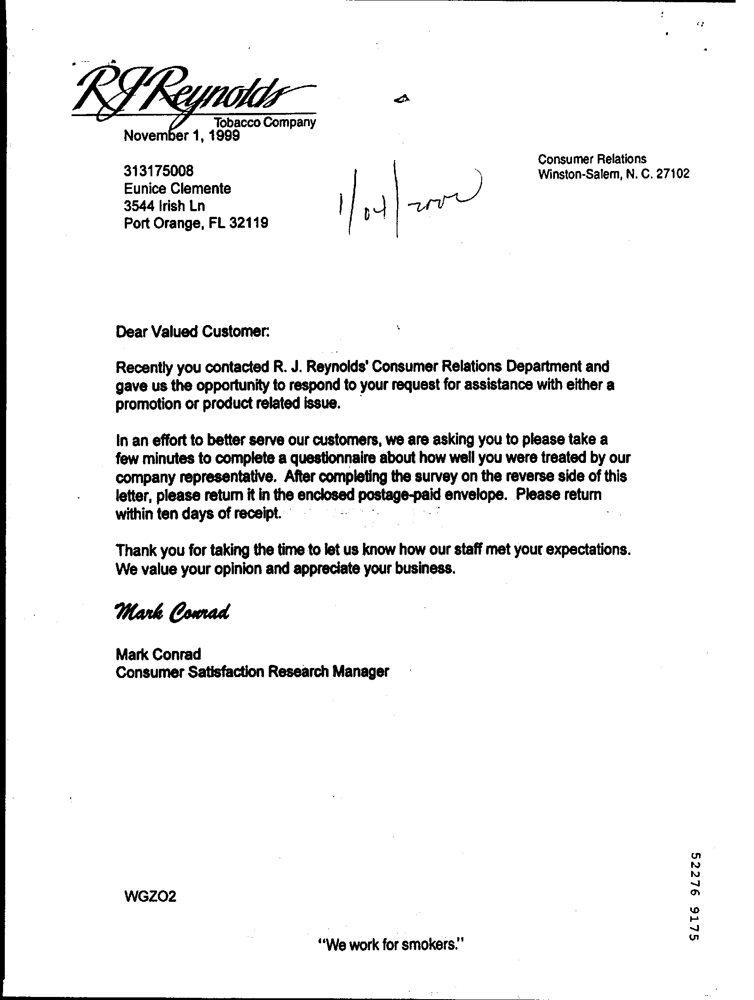 RJReynolds
Tobacco Company
November 1, 1999
Consumer Relations
Winston-Salem, N. C. 27102
313175008
Eunice Clemente
3544 Irish Ln
Port Orange, FL 32119
1/04/2000
Dear Valued Customer:
Recently you contacted R. J. Reynolds' Consumer Relations Department and
gave us the opportunity to respond to your request for assistance with either a
promotion or product related issue.
In an effort to better serve our customers, we are asking you to please take a
few minutes to complete a questionnaire about how well you were treated by our
company representative. After completing the survey on the reverse side of this
letter, please return it in the enclosed postage-paid envelope. Please return
within ten days of receipt.
Thank you for taking the time to let us know how our staff met your expectations.
We value your opinion and appreciate your business.
Mark Conrad
Mark Conrad
Consumer Satisfaction Research Manager
WGZO2
"We work for smokers."
52276 9175